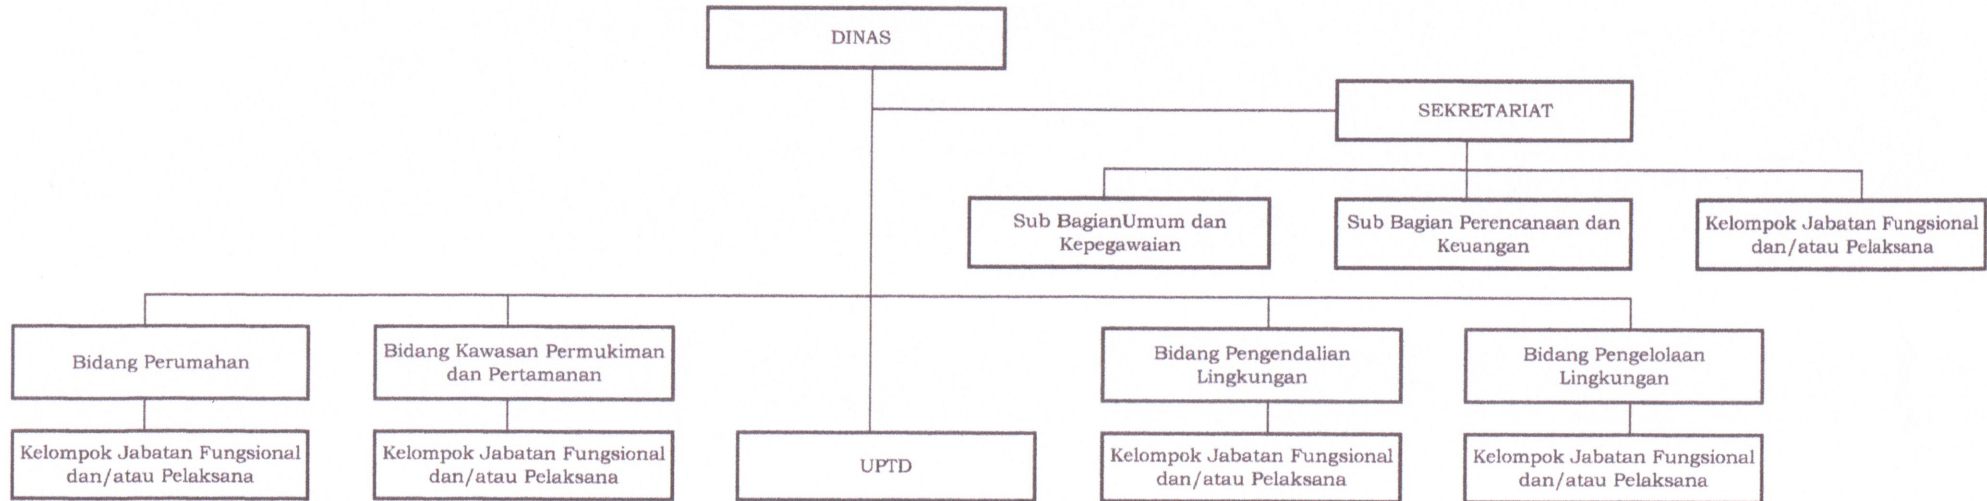 DINAS
SEKRETARIAT
Sub BagianUmum dan
Kepegawaian
Sub Bagian Perencanaan dan
Keuangan
Kelompok Jabatan Fungsional
dan/atau Pelaksana
Bidang Perumahan
Bidang Kawasan Permukiman
dan Pertamanan
Bidang Pengendalian
Lingkungan
Bidang Pengelolaan
Lingkungan
Kelompok Jabatan Fungsional
dan/atau Pelaksana
Kelompok Jabatan Fungsional
dan/atau Pelaksana
UPTD
Kelompok Jabatan Fungsional
dan/atau Pelaksana
Kelompok Jabatan Fungsional
dan/atau Pelaksana